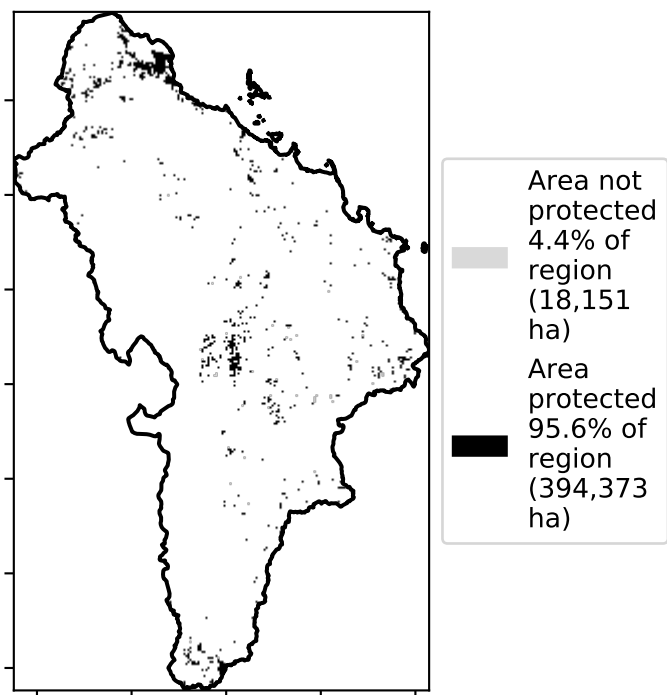 Area not
protected
4.4% of
region
(18,151
ha)
Area
protected
95.6% of
region
(394,373
ha)